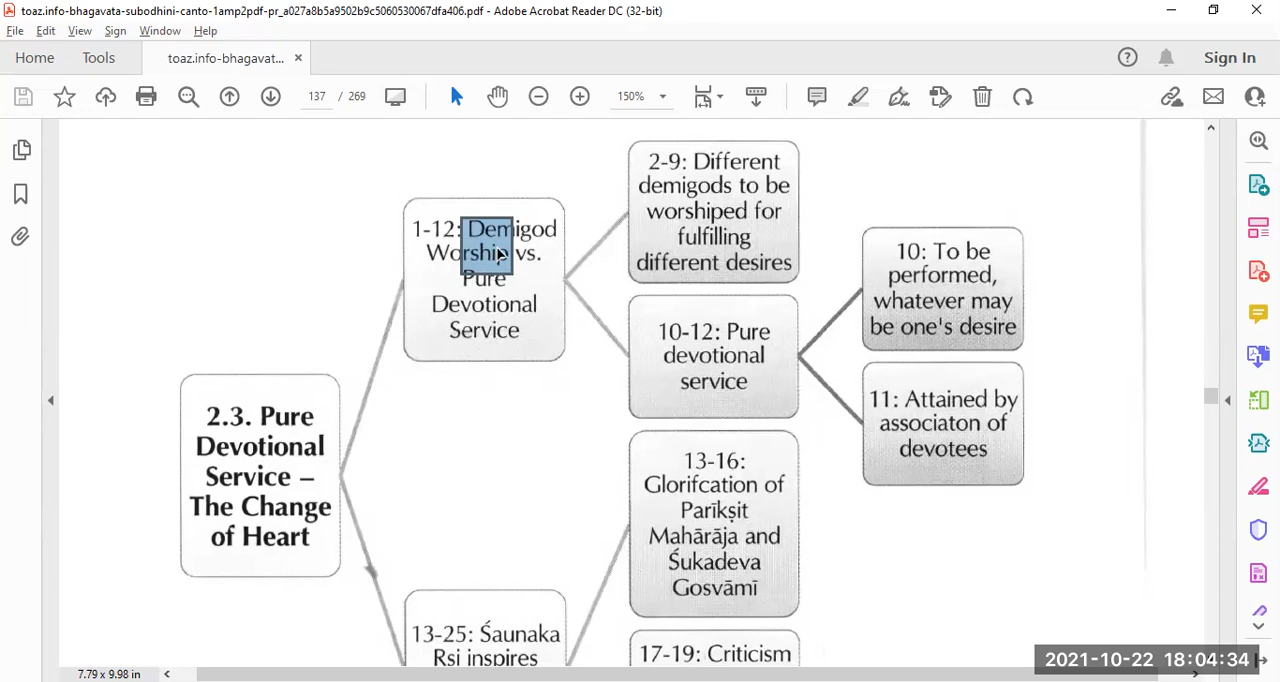 toaz.info-bhagavata-subodhini-canto-1amp2pdf-pr_a027a8b5a9502b9c5060530067dfa406.pdf - Adobe Acrobat Reader DC (32-bit)
File Edit View Sign Window Help
Home Tools toaz.info-bhagavat... × Sign In
137 / 269 150%
2-9: Different
demigods to be
worshiped for
fulfilling
different desires
1-12: Demigod
Worship vs.
Pure
Devotional
Service
10: To be
performed,
whatever may
be one's desire
10-12: Pure
devotional
service
11: Attained by
associaton of
devotees
2.3. Pure
Devotional
Service –
The Change
of Heart
13-16:
Glorifcation of
Parīkṣit
Mahārāja and
Śukadeva
Gosvāmī
13-25: Śaunaka
Rsi inspires
17-19: Criticism
7.79 x 9.98 in
2021-10-22 18:04:34